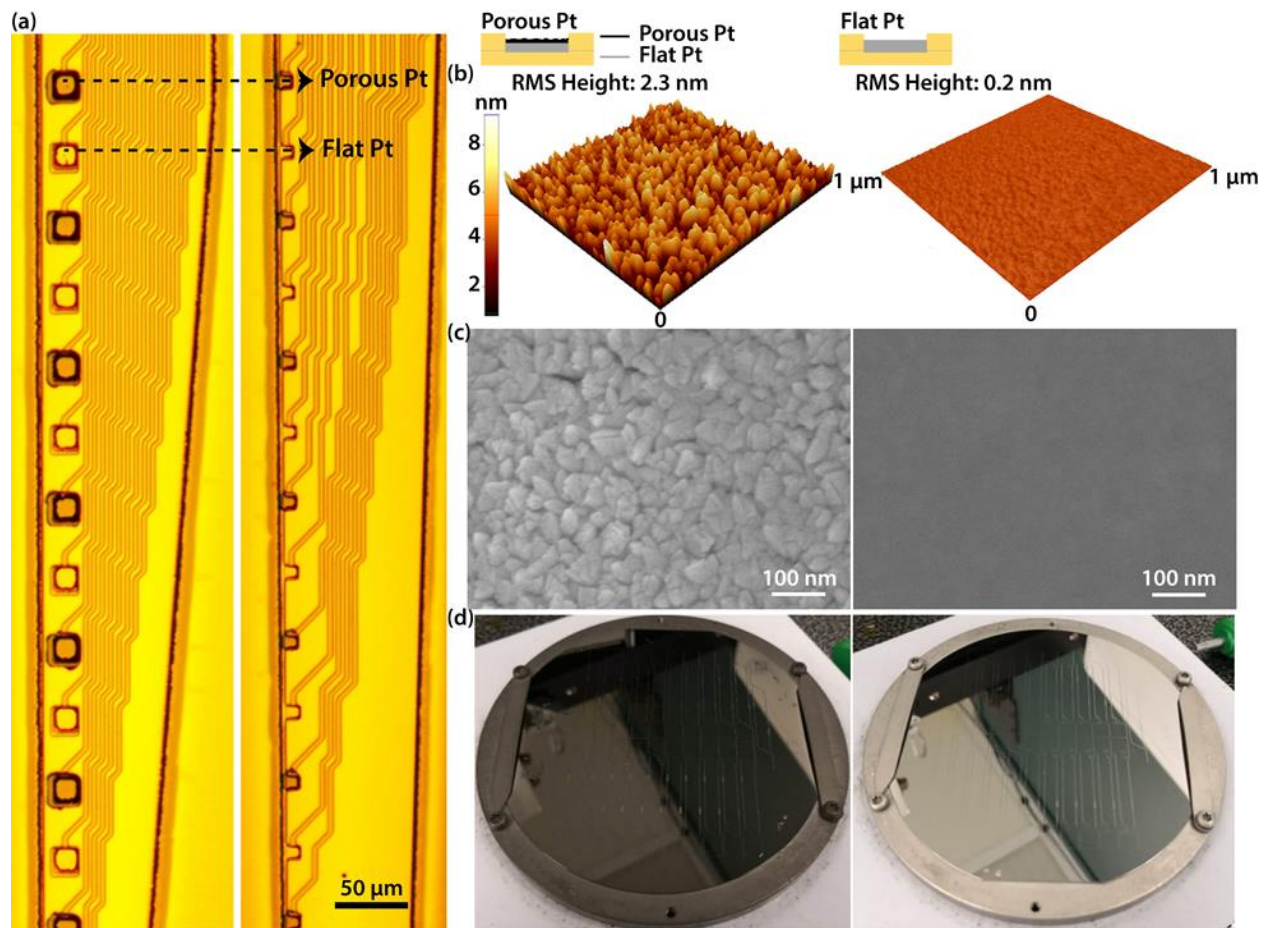 (a)
Porous Pt
Flat Pt
50 µm
Porous Pt
Porous Pt
Flat Pt
Flat Pt
(b)
RMS Height: 2.3 nm
RMS Height: 0.2 nm
nm
8
6
4
2
1 µm
0
1 µm
0
(c)
100 nm
100 nm
(d)